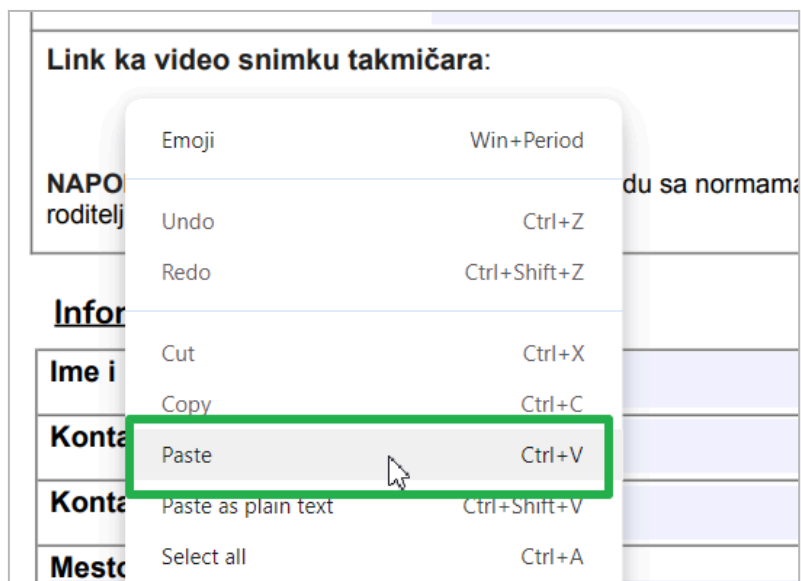 Link ka video snimku takmičara:
Emoji Win+Period
NAPO du sa normama
roditelj
Undo Ctrl+Z
Redo Ctrl+Shift+Z
Infor
Cut Ctrl+X
Ime i
Copy Ctrl+C
Konta
Paste Ctrl+V
Konta
Paste as plain text Ctrl+Shift+V
Select all Ctrl+A
Mesto